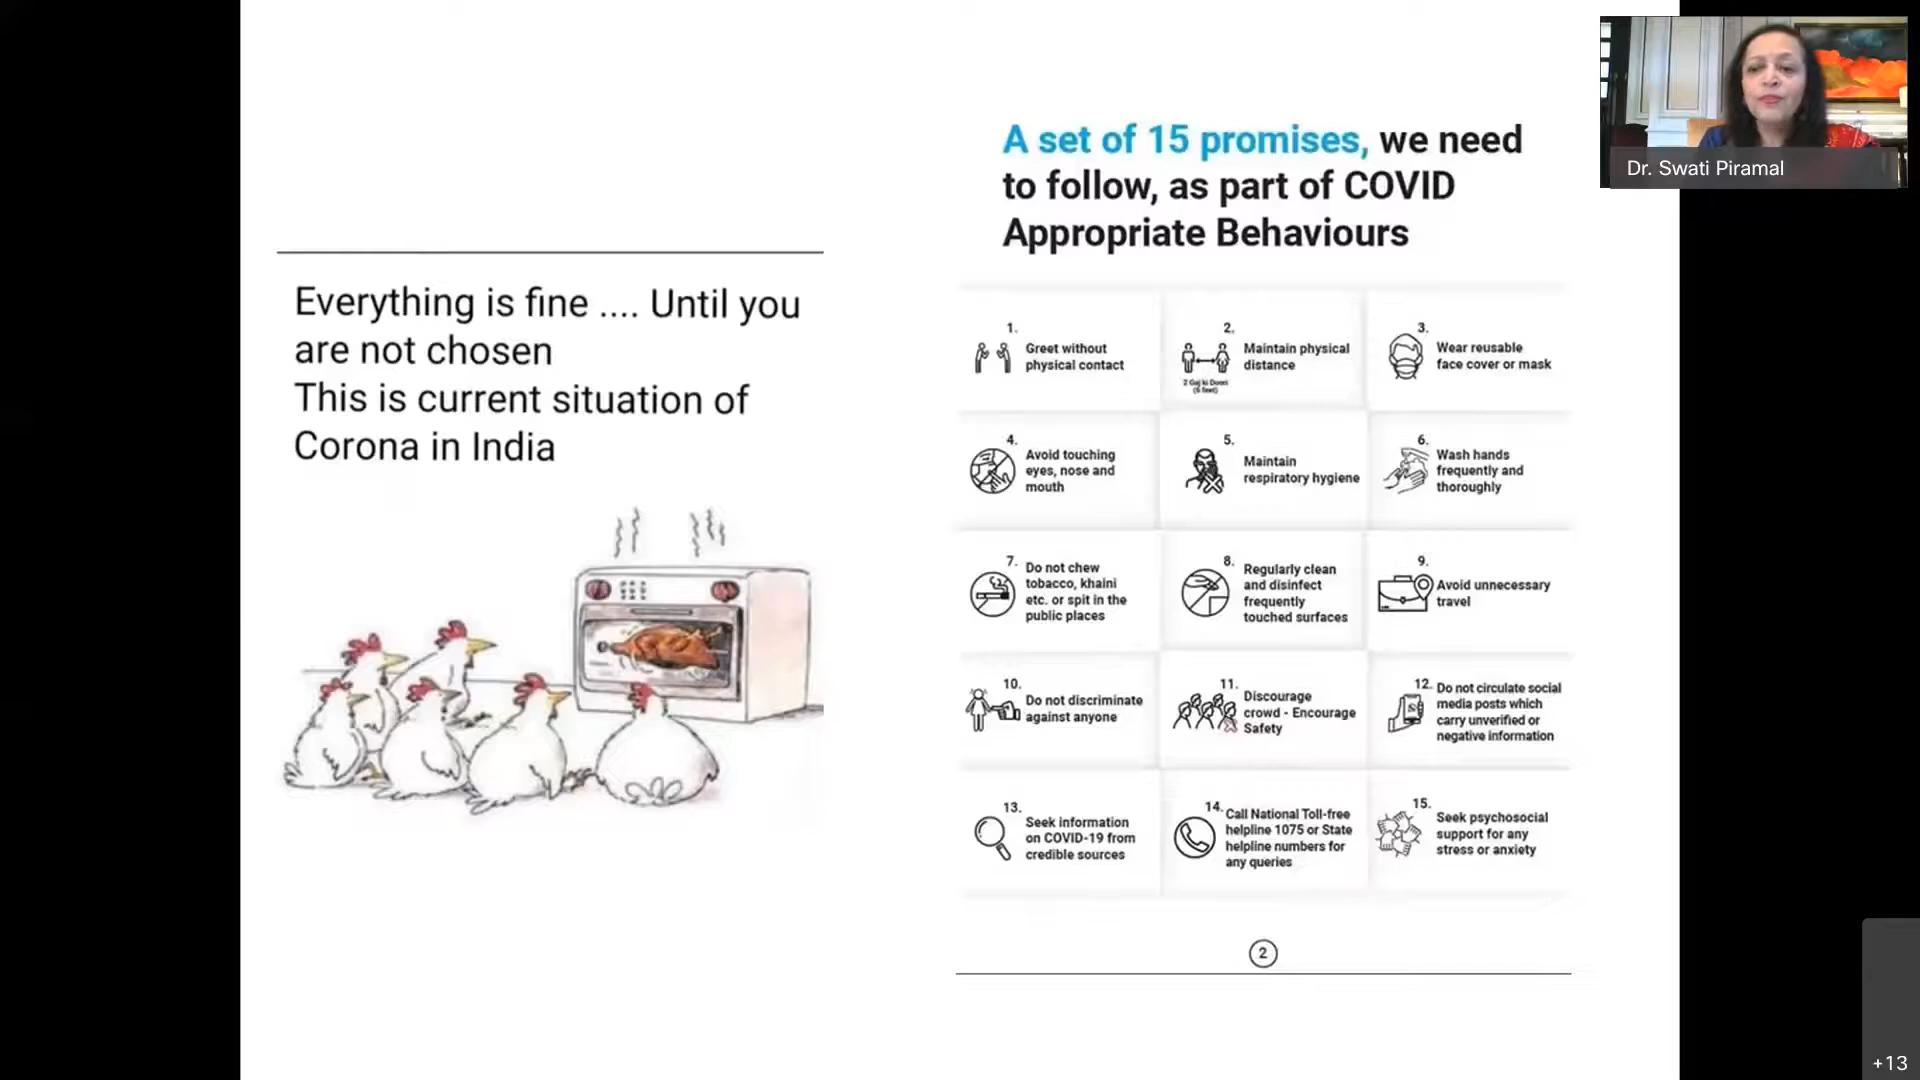 Everything is fine .... Until you
are not chosen
This is current situation of
Corona in India
A set of 15 promises, we need
to follow, as part of COVID
Appropriate Behaviours
1.
Greet without
physical contact
2.
Maintain physical
distance
2 Gaj ki Doori
(6 feet)
3.
Wear reusable
face cover or mask
4.
Avoid touching
eyes, nose and
mouth
5.
Maintain
respiratory hygiene
6.
Wash hands
frequently and
thoroughly
7.
Do not chew
tobacco, khaini
etc. or spit in the
public places
8.
Regularly clean
and disinfect
frequently
touched surfaces
9.
Avoid unnecessary
travel
10.
Do not discriminate
against anyone
11.
Discourage
crowd - Encourage
Safety
12.
Do not circulate social
media posts which
carry unverified or
negative information
13.
Seek information
on COVID-19 from
credible sources
14.
Call National Toll-free
helpline 1075 or State
helpline numbers for
any queries
15.
Seek psychosocial
support for any
stress or anxiety
2
Dr. Swati Piramal
+13